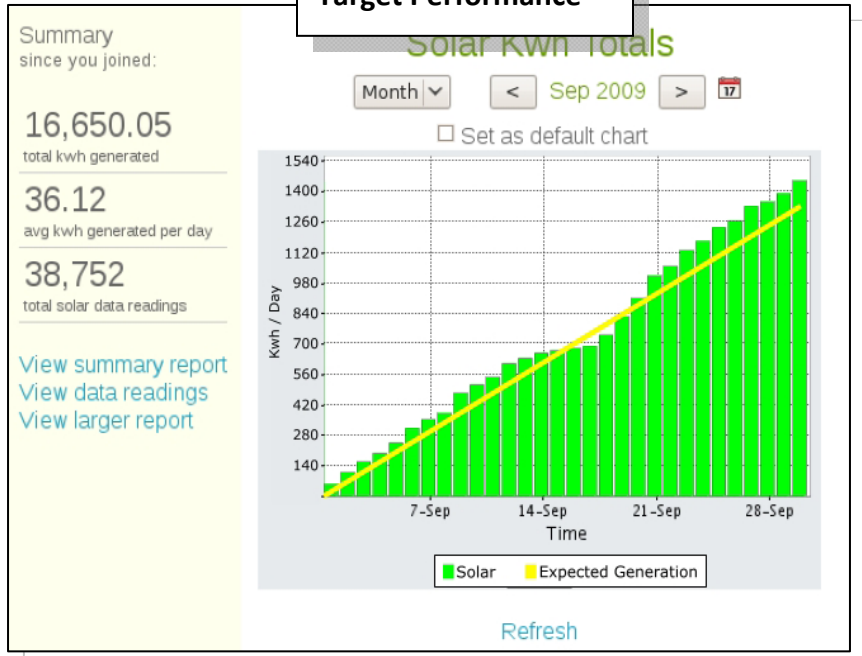 Target Performance
Solar Kwh Totals
Summary
since you joined:
16,650.05
total kwh generated
36.12
avg kwh generated per day
38,752
total solar data readings
View summary report
View data readings
View larger report
Month < Sep 2009 > 17
Set as default chart
1540
1400
1260
1120
980
840
700
560
420
280
140
Kwh / Day
7-Sep 14-Sep 21-Sep 28-Sep
Time
Solar Expected Generation
Refresh